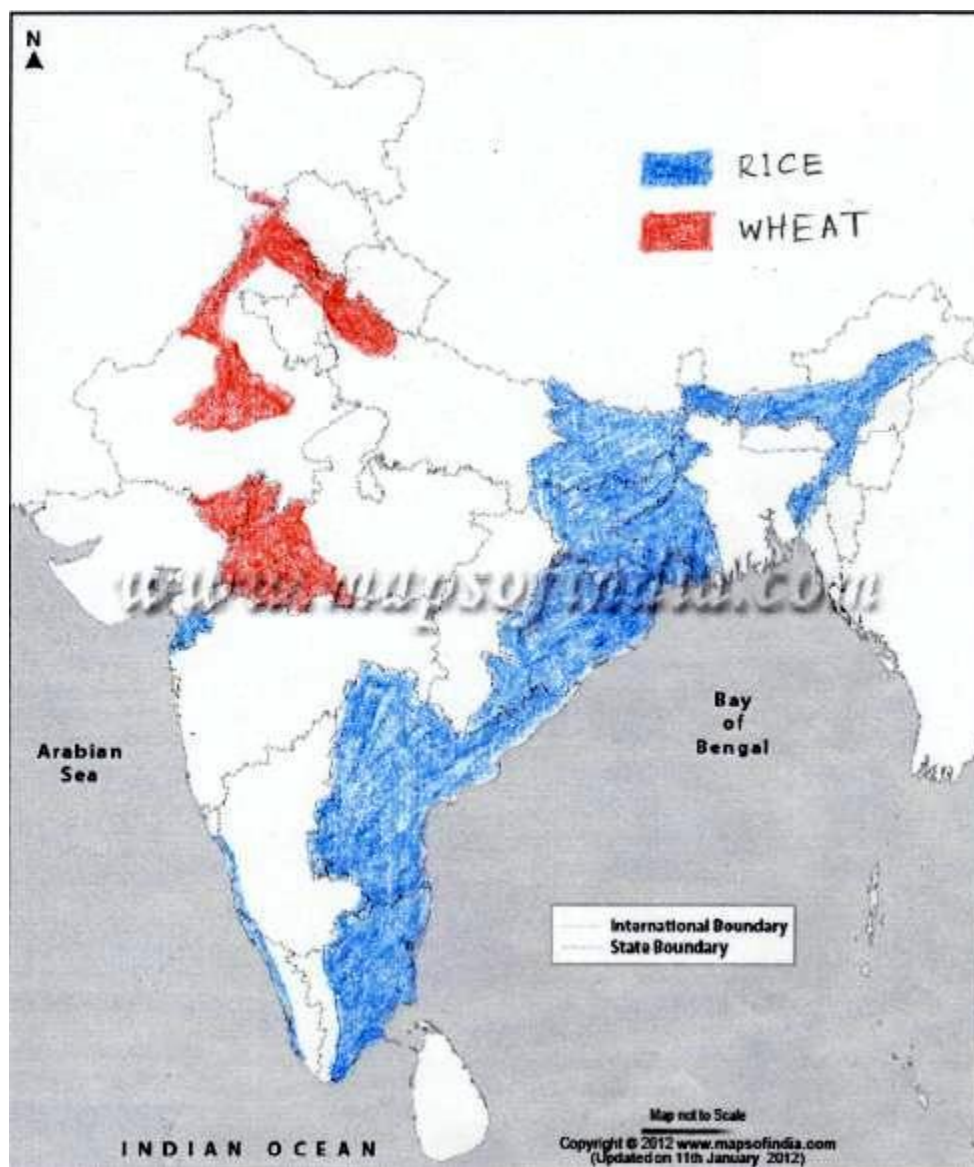 N
RICE
WHEAT
www.mapsofindia.com
Arabian
Sea
Bay
of
Bengal
International Boundary
State Boundary
Map not to Scale
INDIAN OCEAN
Copyright © 2012 www.mapsofindia.com
(Updated on 11th January 2012)